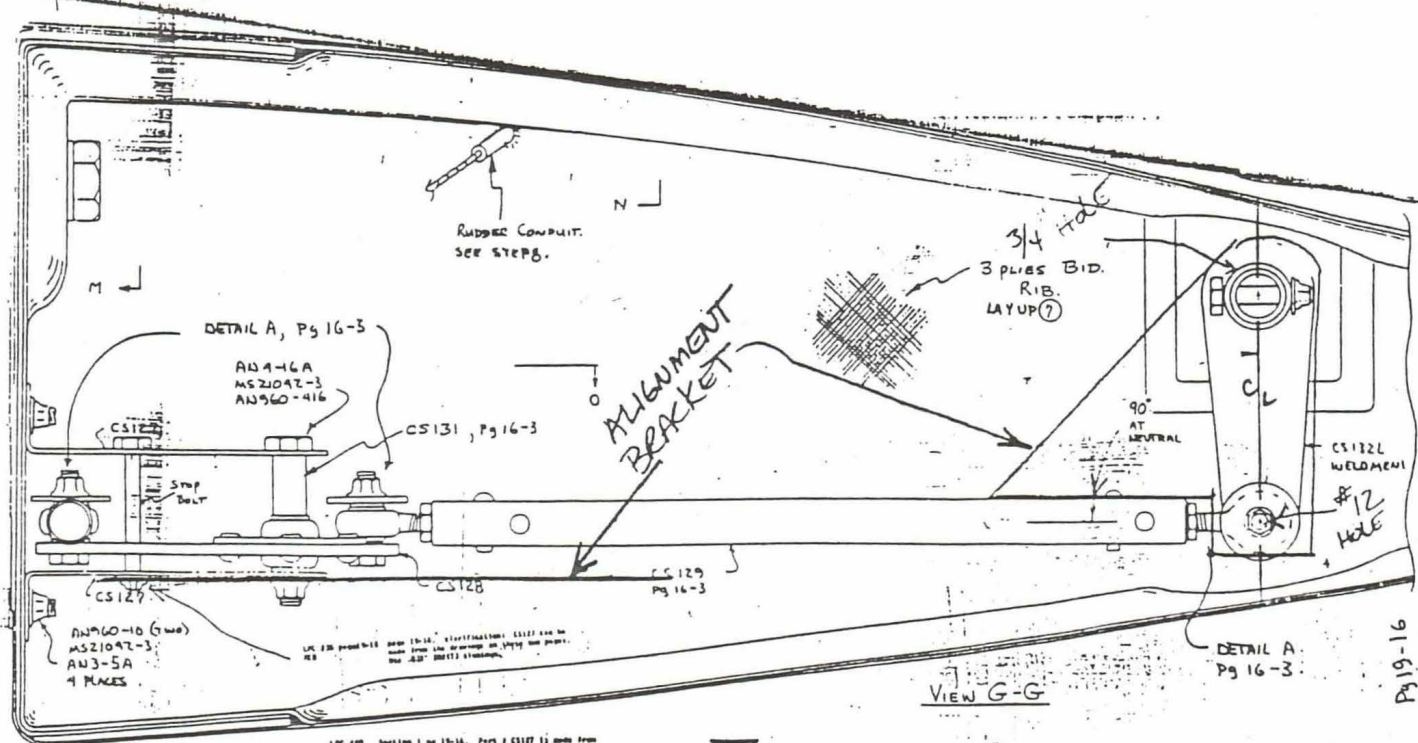 RUDDER CONDUIT.
SEE STEP 8.
N
M
3/4 HOLE
3 PLIES BID.
RIB.
LAYUP 7
DETAIL A, Pg 16-3
AN4-16A
MS21042-3
AN960-416
O
ALIGNMENT
BRACKET
CS127
CS131, Pg 16-3
90°
AT
NEUTRAL
CL
CS132L
WELDMENT
STOP
BOLT
#12
HOLE
CS127
CS128
CS129
Pg 16-3
AN960-10 (TWO)
MS21042-3
AN3-5A
4 PLACES
DETAIL A
Pg 16-3
VIEW G-G
Pg 19-16